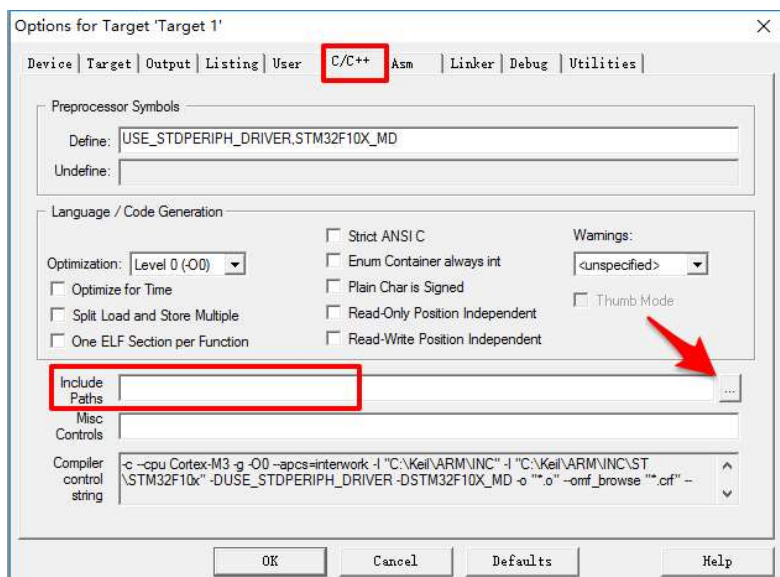 Options for Target 'Target 1'
Device Target Output Listing User C/C++ Asm Linker Debug Utilities
Preprocessor Symbols
Define: USE_STDPERIPH_DRIVER,STM32F10X_MD
Undefine:
Language / Code Generation
Strict ANSI C Warnings:
Optimization: Level 0 (-O0) Enum Container always int <unspecified>
Optimize for Time Plain Char is Signed Thumb Mode
Split Load and Store Multiple Read-Only Position Independent
One ELF Section per Function Read-Write Position Independent
Include
Paths
...
Misc
Controls
Compiler
control
string
-c --cpu Cortex-M3 -g -O0 --apcs=interwork -I "C:\Keil\ARM\INC" -I "C:\Keil\ARM\INC\ST
\STM32F10x" -DUSE_STDPERIPH_DRIVER -DSTM32F10X_MD -o "*.o" --omf_browse "*.crf" --
OK Cancel Defaults Help